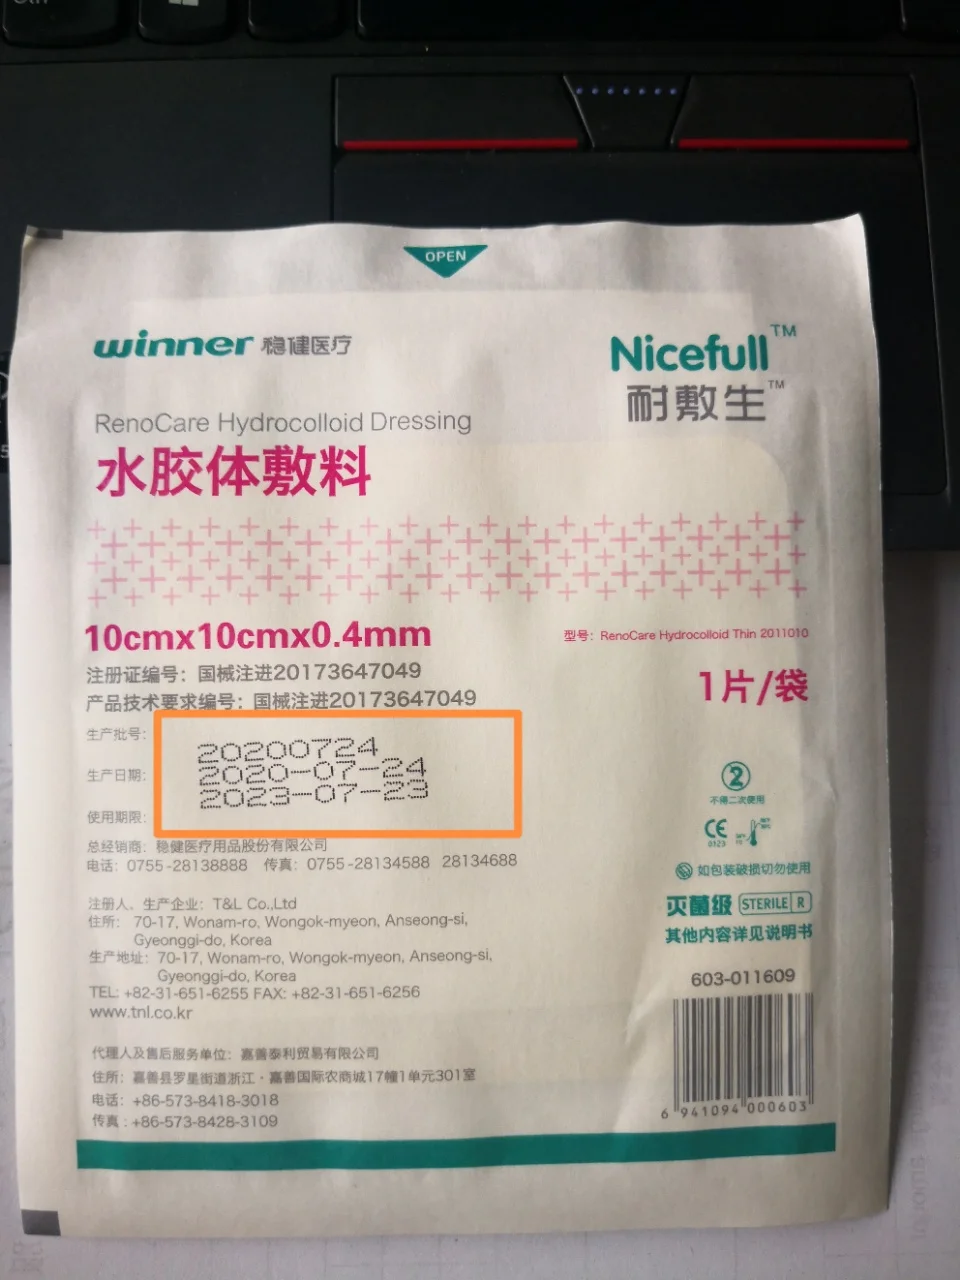 OPEN
winner 稳健医疗
Nicefull™
耐敷生™
RenoCare Hydrocolloid Dressing
水胶体敷料
10cmx10cmx0.4mm
型号：RenoCare Hydrocolloid Thin 2011010
注册证编号：国械注进20173647049
1片/袋
产品技术要求编号：国械注进20173647049
生产批号：
20200724
生产日期：
2020-07-24
2023-07-23
使用期限：
2
不得二次使用
CE
0123
总经销商：稳健医疗用品股份有限公司
电话：0755-28138888 传真：0755-28134588 28134688
如包装破损切勿使用
灭菌级 STERILE R
其他内容详见说明书
注册人、生产企业：T&L Co.,Ltd
住所：70-17, Wonam-ro, Wongok-myeon, Anseong-si,
Gyeonggi-do, Korea
生产地址：70-17, Wonam-ro, Wongok-myeon, Anseong-si,
Gyeonggi-do, Korea
TEL: +82-31-651-6255 FAX: +82-31-651-6256
www.tnl.co.kr
603-011609
代理人及售后服务单位：嘉善泰利贸易有限公司
住所：嘉善县罗星街道浙江·嘉善国际农商城17幢1单元301室
电话：+86-573-8418-3018
传真：+86-573-8428-3109
6 941094 000603